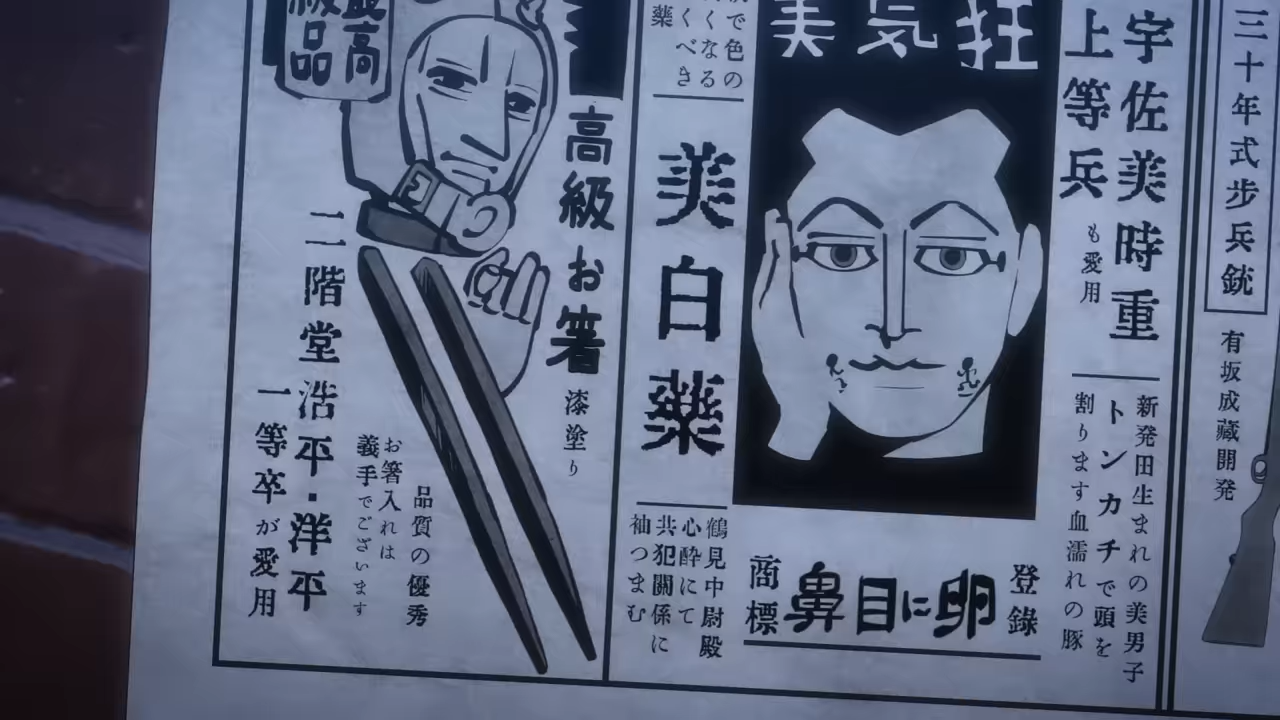 三十年式歩兵銃
有坂成蔵開発
宇佐美時重
上等兵
も愛用
新発田生まれの美男子
トンカチで頭を
割ります血濡れの豚
狂気美
登録
卵に目鼻
商標
で色の
くなる
くべき
薬
美白薬
鶴見中尉殿
心酔にて
共犯關係に
袖つまむ
最高
級品
高級お箸
漆塗り
品質の優秀
お箸入れは
義手でございます
二階堂浩平・洋平
一等卒が愛用